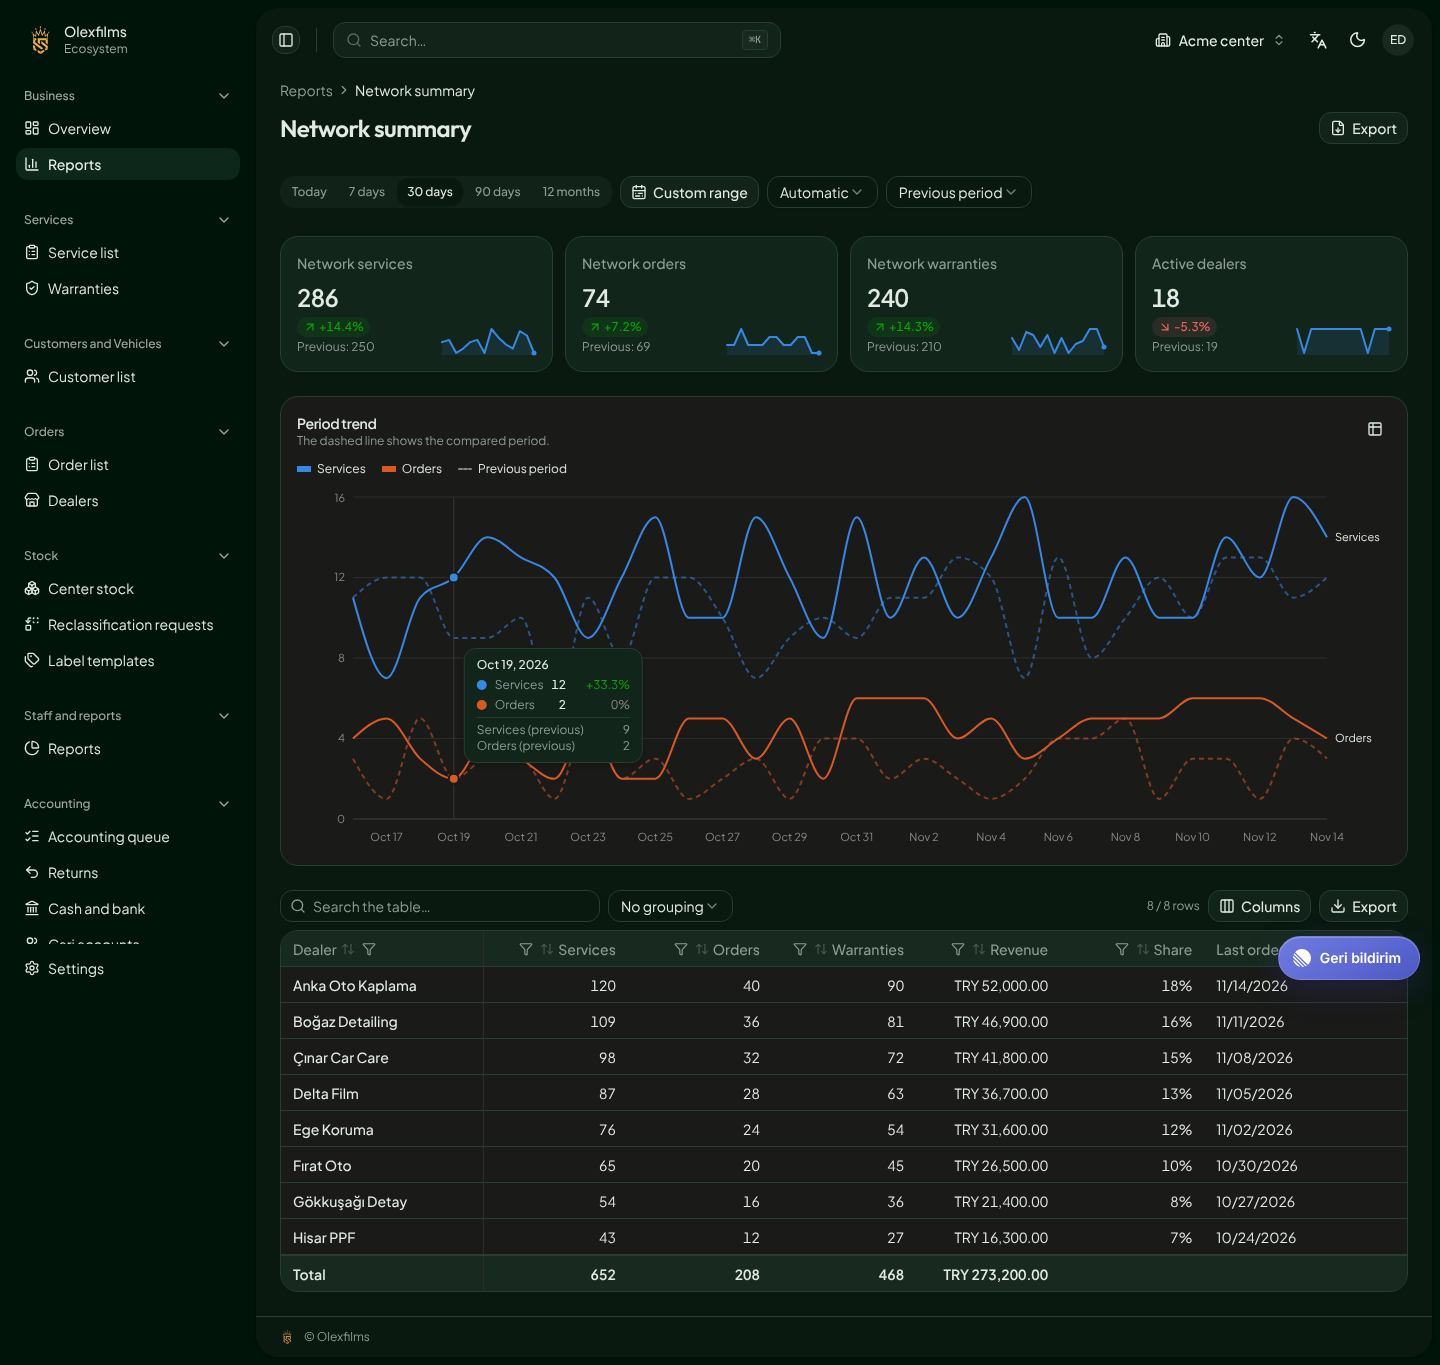 Olexfilms
Ecosystem
Business
Overview
Reports
Services
Service list
Warranties
Customers and Vehicles
Customer list
Orders
Order list
Dealers
Stock
Center stock
Reclassification requests
Label templates
Staff and reports
Reports
Accounting
Accounting queue
Returns
Cash and bank
Settings
Search...
⌘K
Acme center
ED
Reports > Network summary
Network summary
Export
Today 7 days 30 days 90 days 12 months
Custom range
Automatic
Previous period
Network services
286
+14.4%
Previous: 250
Network orders
74
+7.2%
Previous: 69
Network warranties
240
+14.3%
Previous: 210
Active dealers
18
-5.3%
Previous: 19
Period trend
The dashed line shows the compared period.
Services Orders Previous period
16
12
8
4
0
Services
Orders
Oct 19, 2026
Services 12 +33.3%
Orders 2 0%
Services (previous) 9
Orders (previous) 2
Oct 17 Oct 19 Oct 21 Oct 23 Oct 25 Oct 27 Oct 29 Oct 31 Nov 2 Nov 4 Nov 6 Nov 8 Nov 10 Nov 12 Nov 14
Search the table...
No grouping
8 / 8 rows
Columns
Export
Dealer Services Orders Warranties Revenue Share Last
Geri bildirim
Anka Oto Kaplama 120 40 90 TRY 52,000.00 18% 11/14/2026
Boğaz Detailing 109 36 81 TRY 46,900.00 16% 11/11/2026
Çınar Car Care 98 32 72 TRY 41,800.00 15% 11/08/2026
Delta Film 87 28 63 TRY 36,700.00 13% 11/05/2026
Ege Koruma 76 24 54 TRY 31,600.00 12% 11/02/2026
Fırat Oto 65 20 45 TRY 26,500.00 10% 10/30/2026
Gökkuşağı Detay 54 16 36 TRY 21,400.00 8% 10/27/2026
Hisar PPF 43 12 27 TRY 16,300.00 7% 10/24/2026
Total 652 208 468 TRY 273,200.00
© Olexfilms